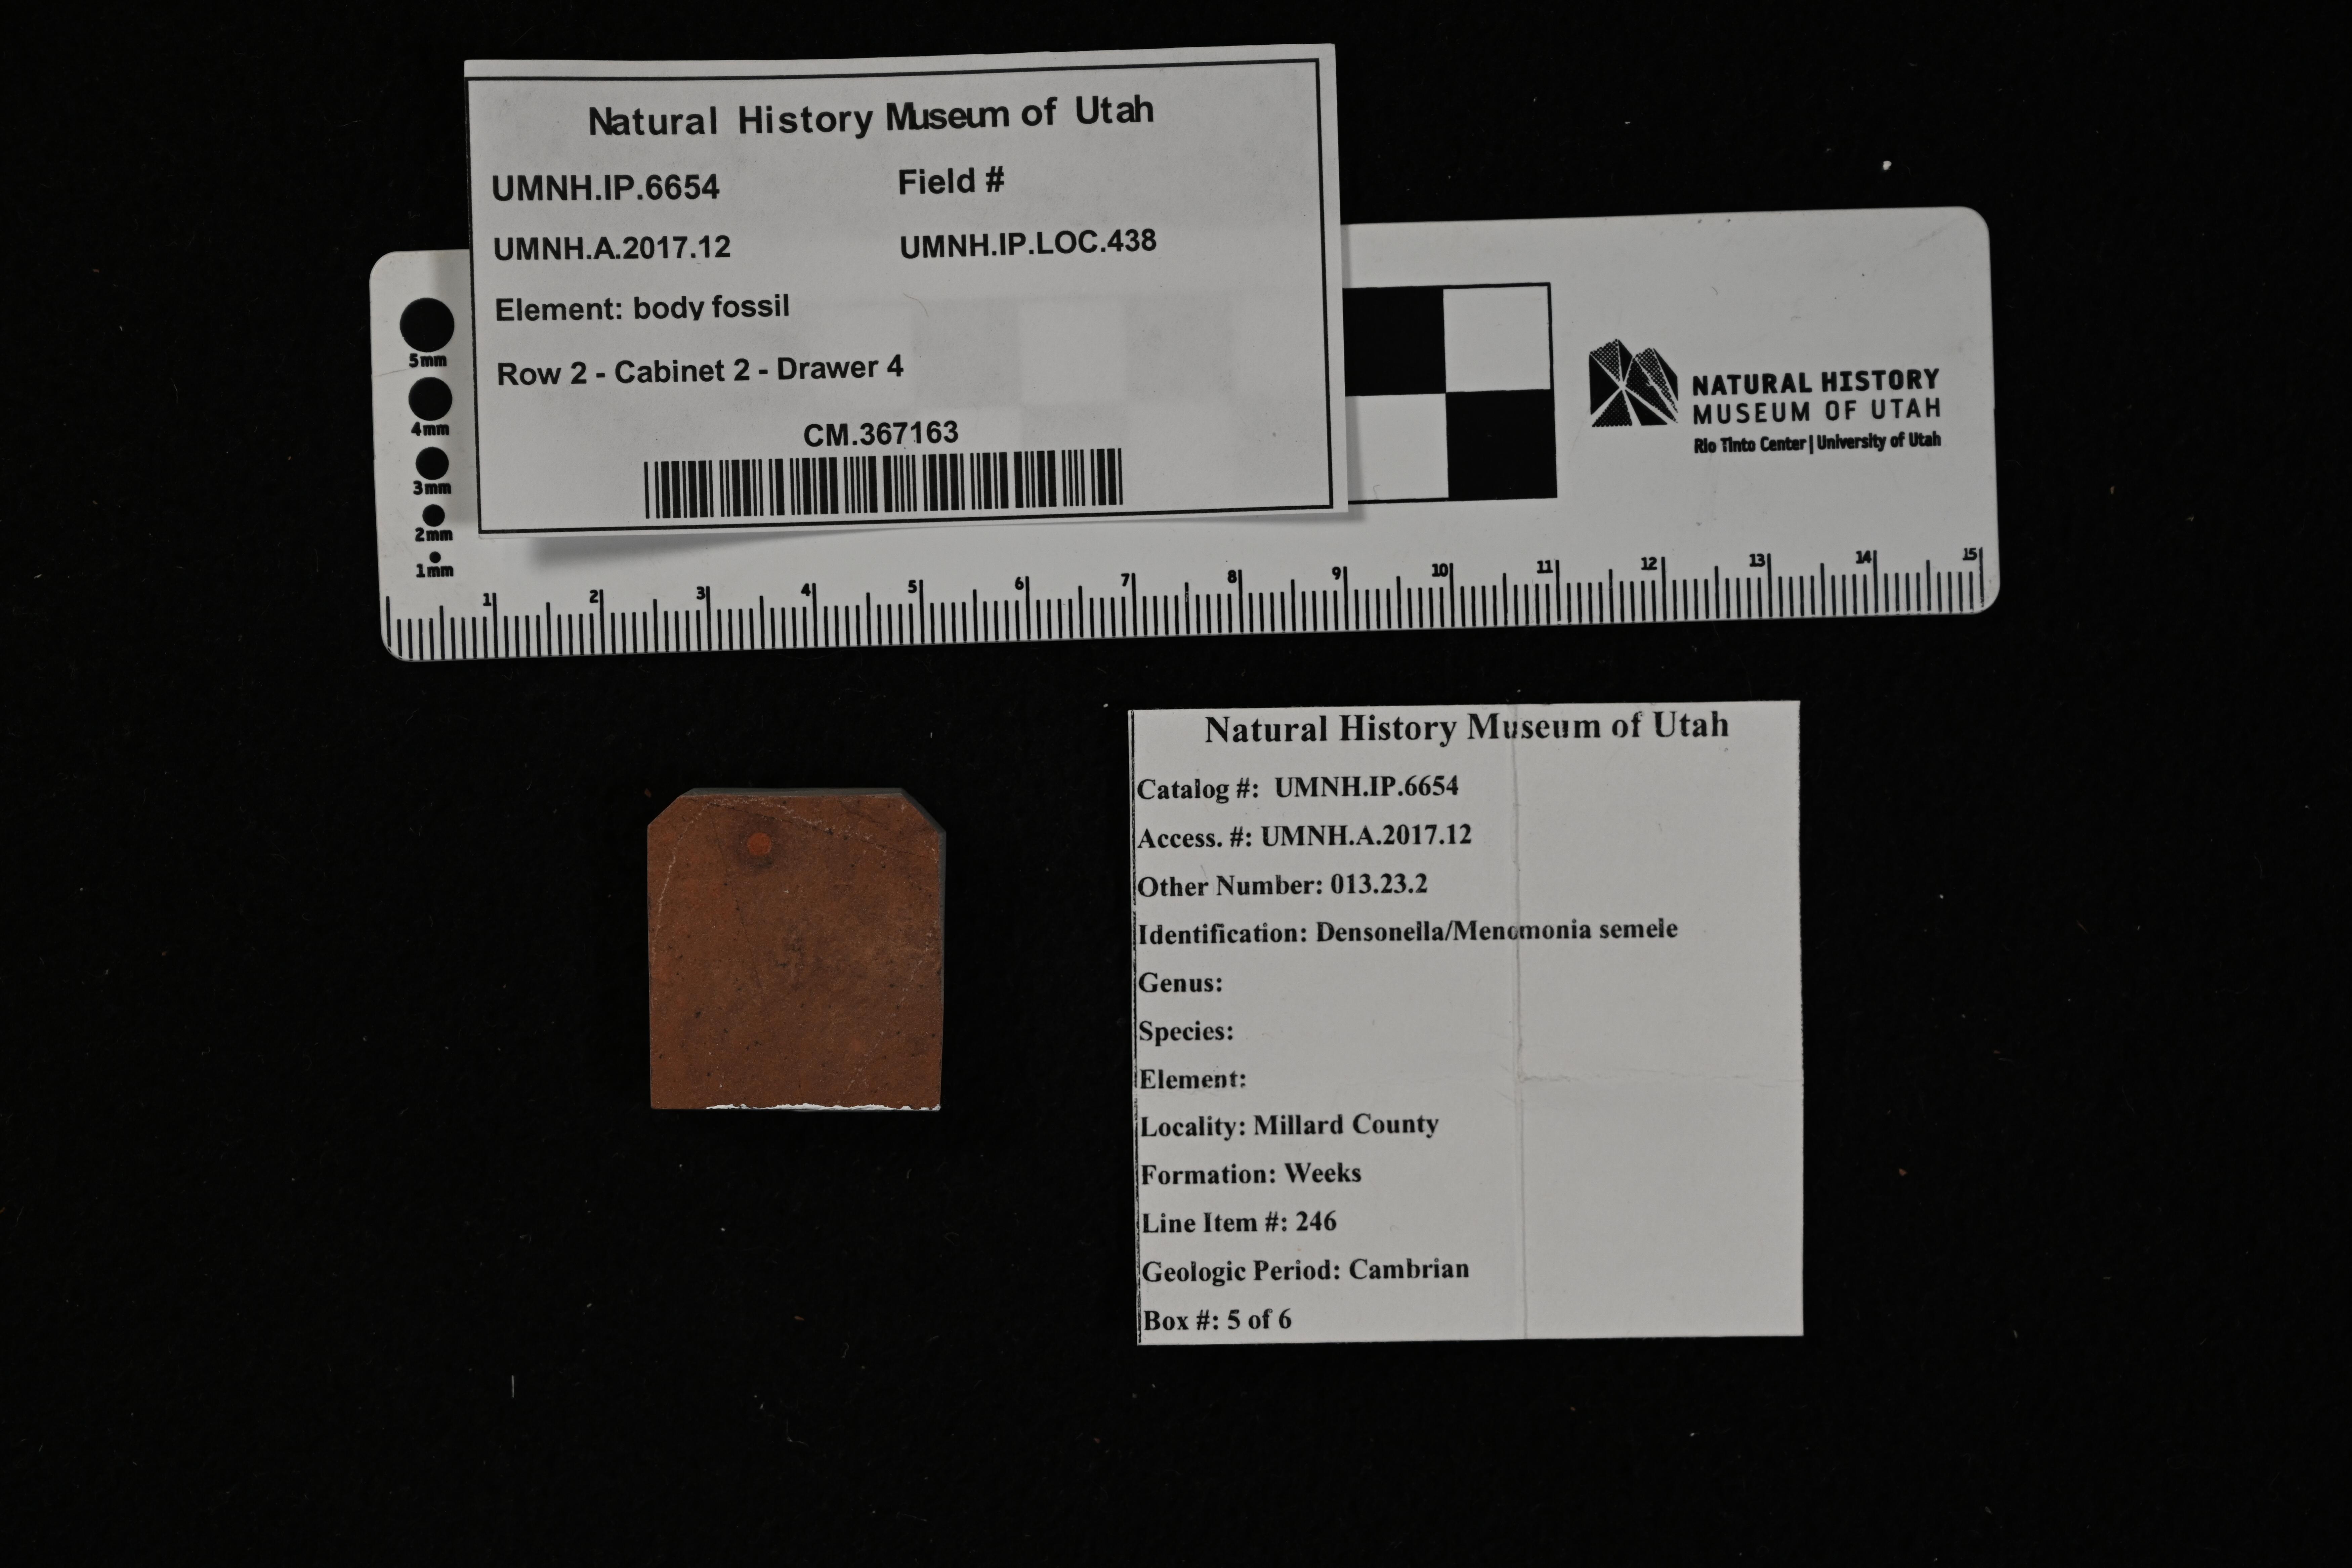 Natural History Museum of Utah
UMNH.IP.6654 Field #
UMNH.A.2017.12 UMNH.IP.LOC.438
Element: body fossil
Row 2 - Cabinet 2 - Drawer 4
CM.367163
5mm
4mm
3mm
2mm
1mm
NATURAL HISTORY
MUSEUM OF UTAH
Rio Tinto Center | University of Utah
1 2 3 4 5 6 7 8 9 10 11 12 13 14 15
Natural History Museum of Utah
Catalog #: UMNH.IP.6654
Access. #: UMNH.A.2017.12
Other Number: 013.23.2
Identification: Densonella/Menomonia semele
Genus:
Species:
Element:
Locality: Millard County
Formation: Weeks
Line Item #: 246
Geologic Period: Cambrian
Box #: 5 of 6